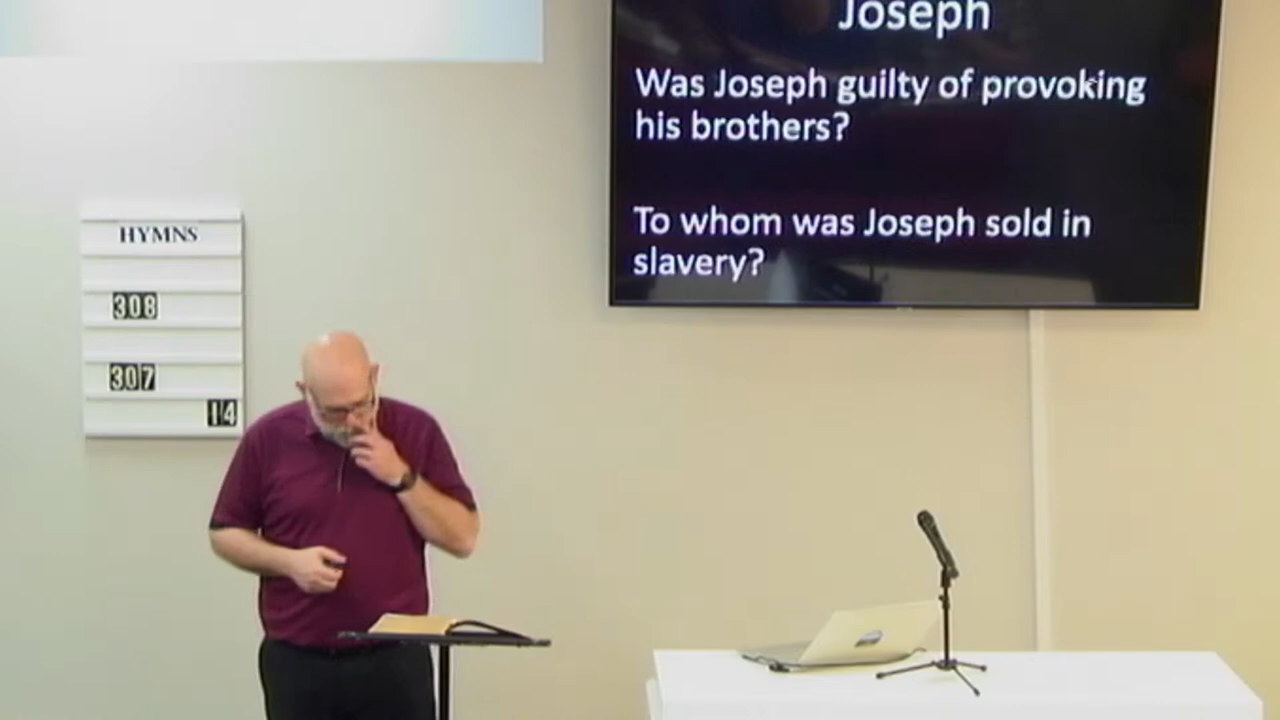 Joseph
Was Joseph guilty of provoking
his brothers?
To whom was Joseph sold in
slavery?
HYMNS
308
307
14